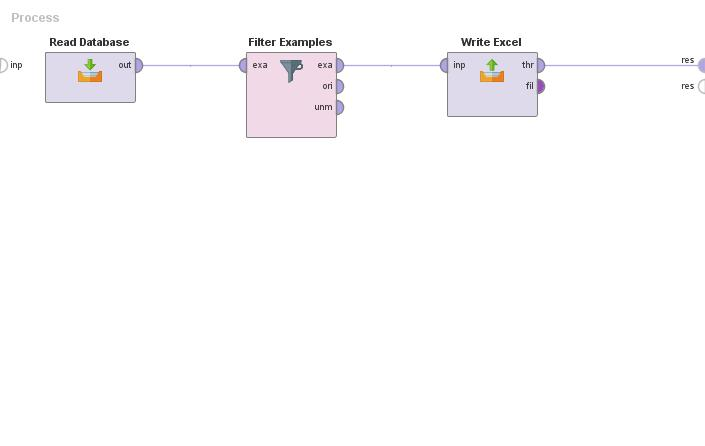 Process
Read Database
Filter Examples
Write Excel
inp
out
exa
exa
ori
unm
inp
thr
fil
res
res